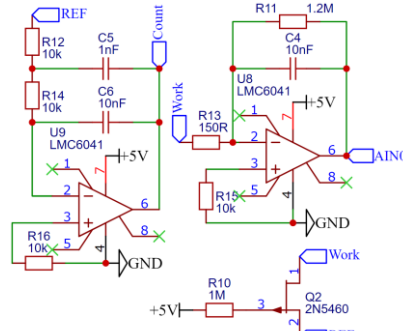 REF
R12
10k
C5
1nF
Count
R14
10k
C6
10nF
U9
LMC6041
1
7
+5V
2
3
6
5
4
8
R16
10k
GND
R11
1.2M
C4
10nF
Work
U8
LMC6041
R13
150R
1
7
+5V
2
3
6
AIN0
R15
10k
5
4
8
GND
Work
R10
1M
+5V
3
1
Q2
2N5460
2